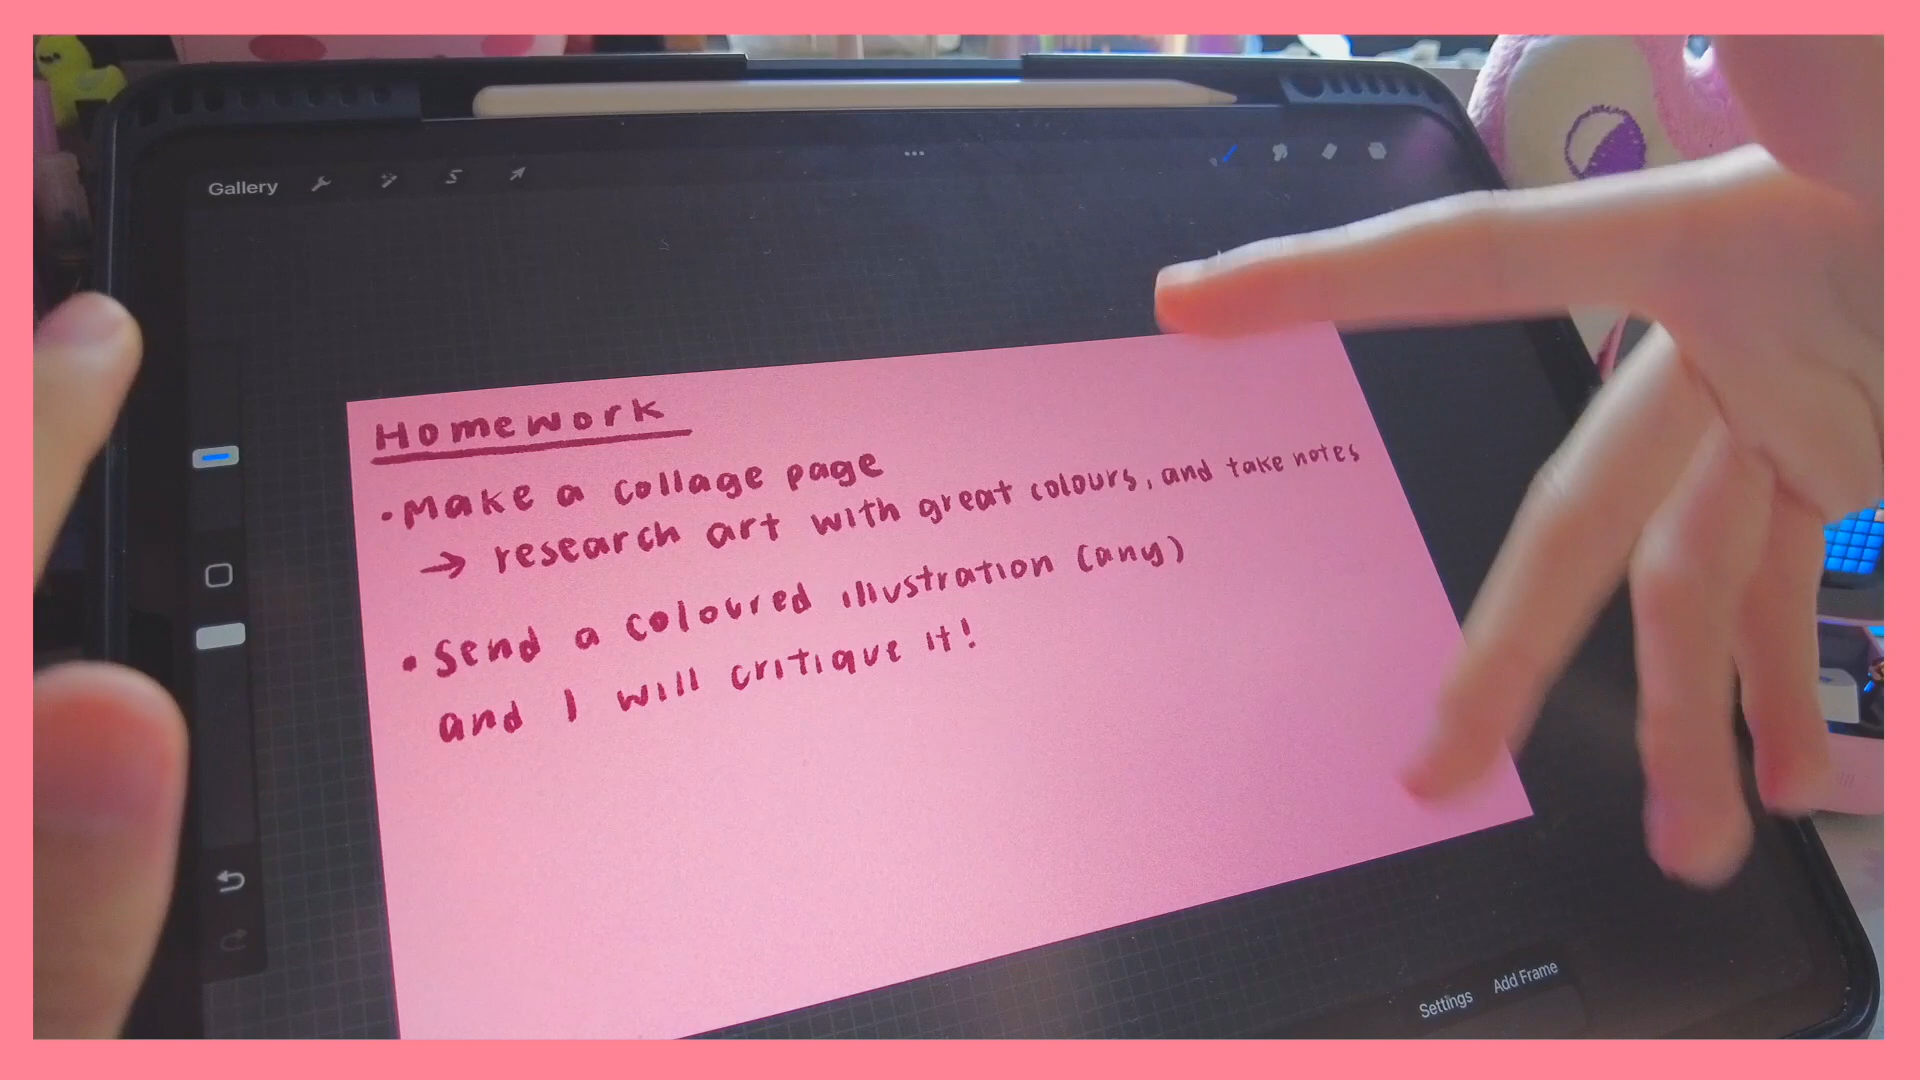 Gallery
Homework
• Make a collage page
→ research art with great colours, and take notes
• Send a coloured illustration (any)
and I will critique it!
Settings Add Frame